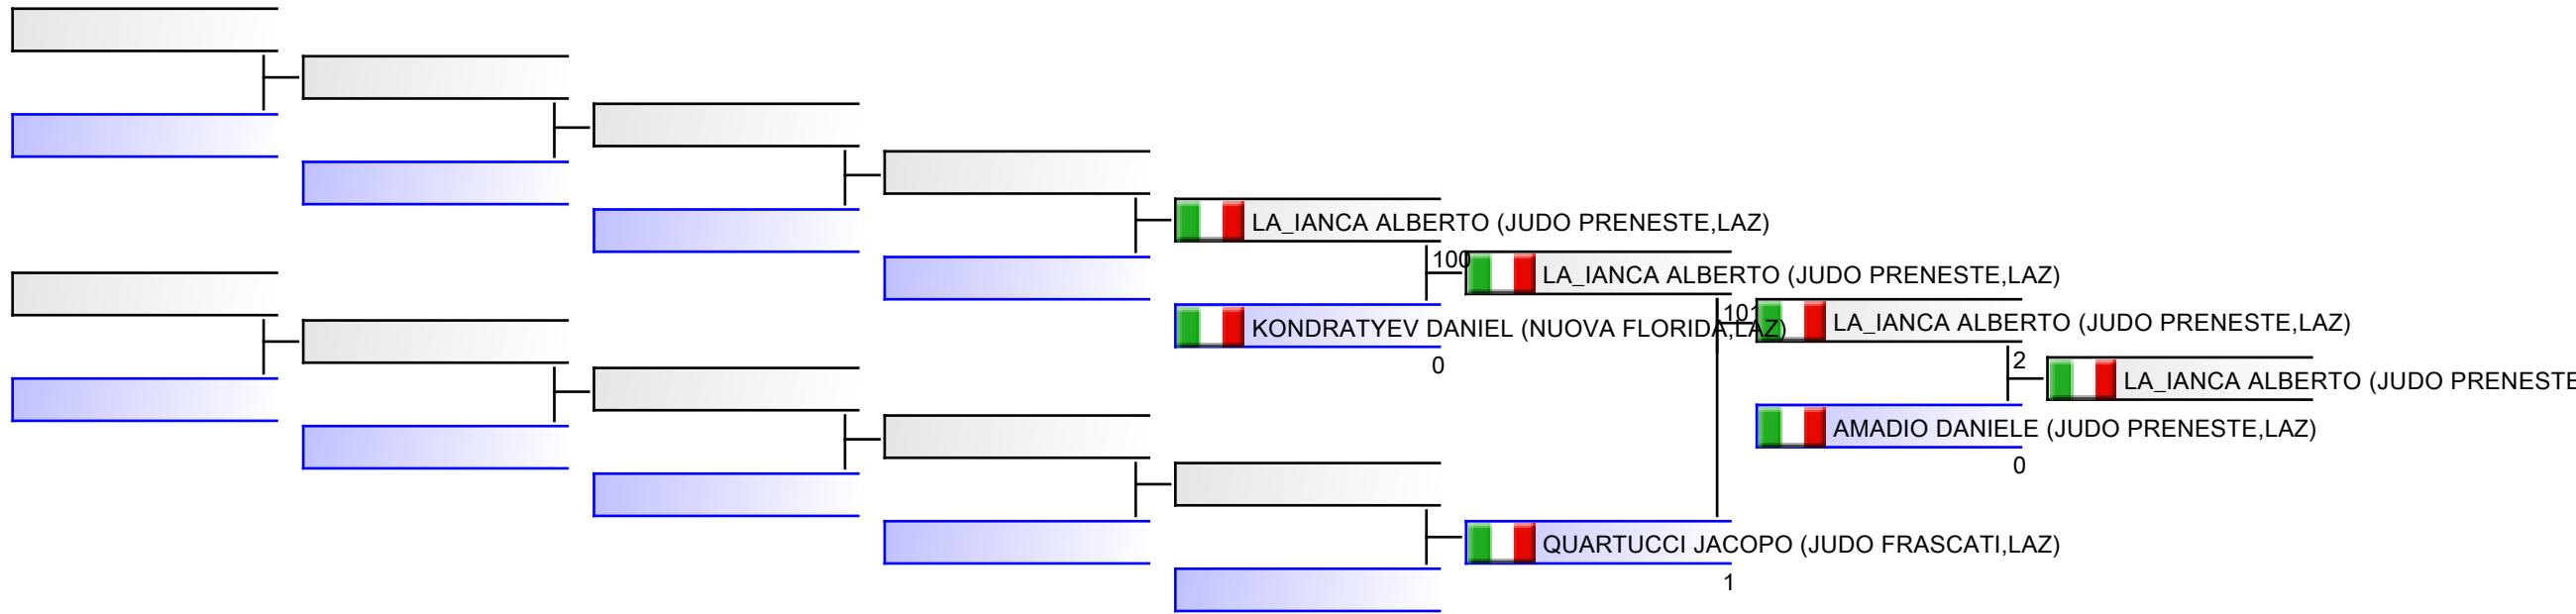 LA_IANCA ALBERTO (JUDO PRENESTE,LAZ)
100
LA_IANCA ALBERTO (JUDO PRENESTE,LAZ)
KONDRATYEV DANIEL (NUOVA FLORIDA,LAZ)
0
101
LA_IANCA ALBERTO (JUDO PRENESTE,LAZ)
2
LA_IANCA ALBERTO (JUDO PRENESTE
AMADIO DANIELE (JUDO PRENESTE,LAZ)
0
QUARTUCCI JACOPO (JUDO FRASCATI,LAZ)
1